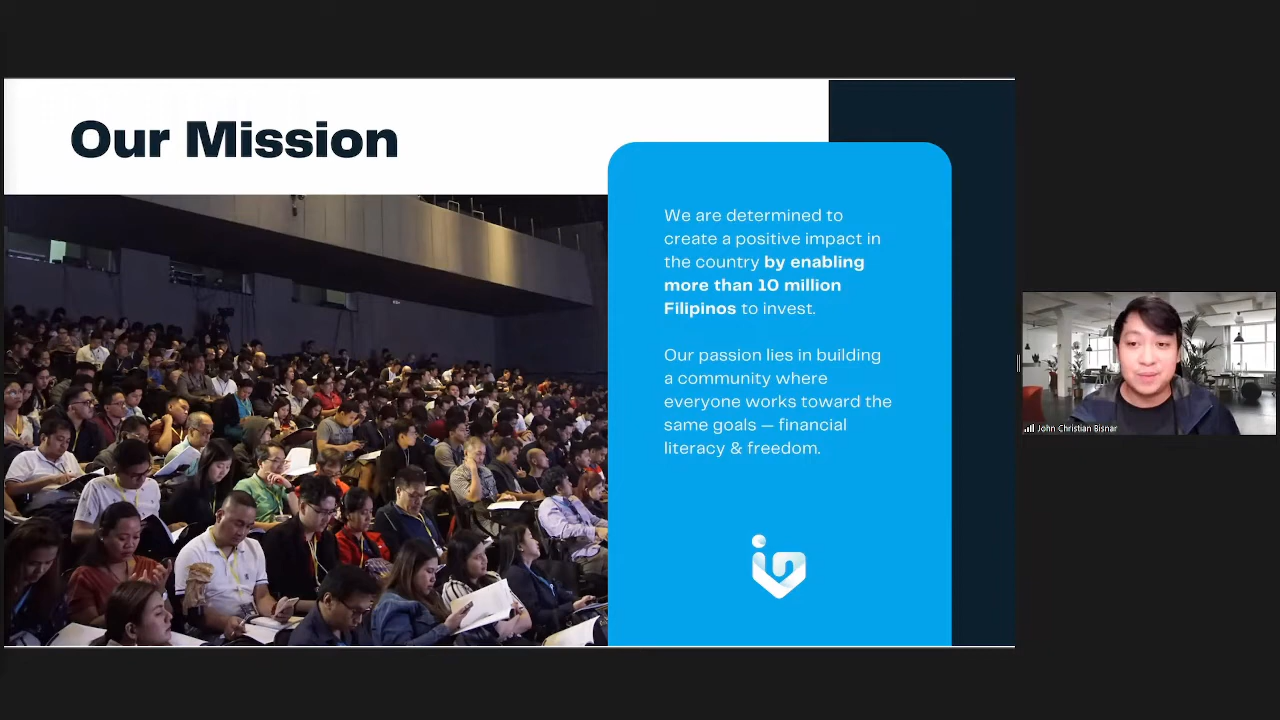 Our Mission
We are determined to
create a positive impact in
the country by enabling
more than 10 million
Filipinos to invest.
Our passion lies in building
a community where
everyone works toward the
same goals — financial
literacy & freedom.
John Christian Bisnar